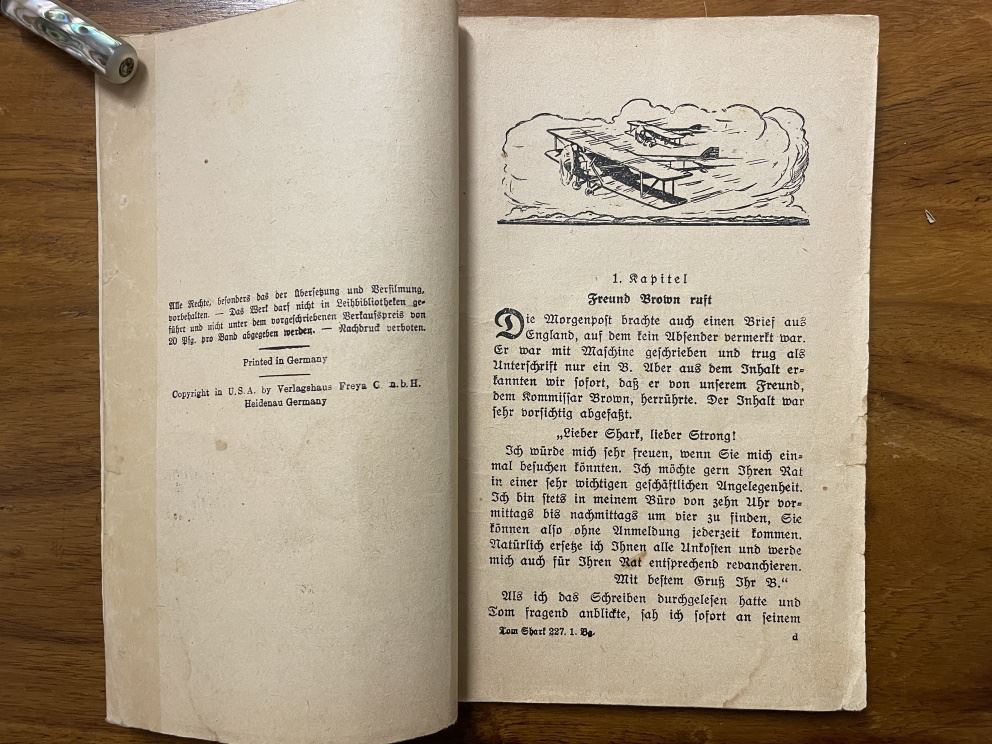 Alle Rechte, besonders das der Übersetzung und Verfilmung,
vorbehalten. — Das Werk darf nicht in Leihbibliotheken ge-
führt und nicht unter dem vorgeschriebenen Verkaufspreis von
20 Pfg. pro Band abgegeben werden. — Nachdruck verboten.
Printed in Germany
Copyright in U.S.A. by Verlagshaus Freya G. m.b.H.
Heidenau Germany
1. Kapitel
Freund Brown ruft
Die Morgenpost brachte auch einen Brief aus
England, auf dem kein Absender vermerkt war.
Er war mit Maschine geschrieben und trug als
Unterschrift nur ein B. Aber aus dem Inhalt er-
kannten wir sofort, daß er von unserem Freund,
dem Kommissar Brown, herrührte. Der Inhalt war
sehr vorsichtig abgefaßt.
„Lieber Shark, lieber Strong!
Ich würde mich sehr freuen, wenn Sie mich ein-
mal besuchen könnten. Ich möchte gern Ihren Rat
in einer sehr wichtigen geschäftlichen Angelegenheit.
Ich bin stets in meinem Büro von zehn Uhr vor-
mittags bis nachmittags um vier zu finden, Sie
können also ohne Anmeldung jederzeit kommen.
Natürlich ersetze ich Ihnen alle Unkosten und werde
mich auch für Ihren Rat entsprechend revanchieren.
Mit bestem Gruß Ihr B.“
Als ich das Schreiben durchgelesen hatte und
Tom fragend anblickte, sah ich sofort an seinem
Tom Shark 227. 1. Bg.
d